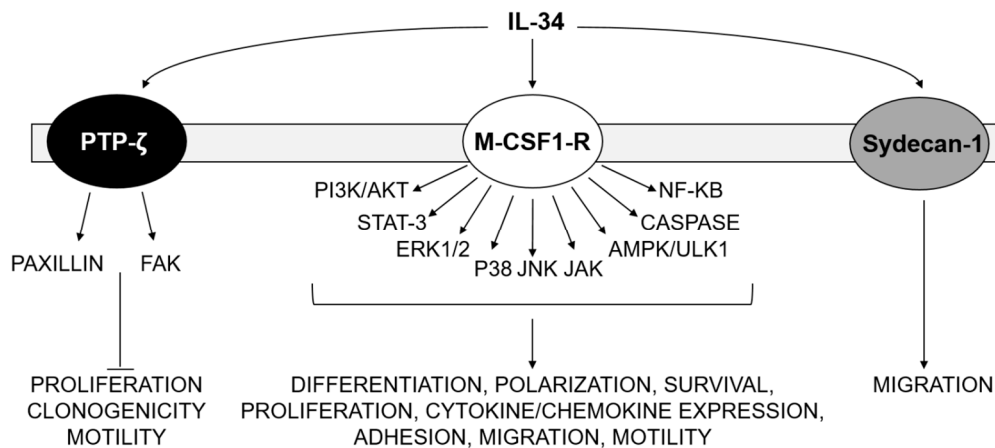 IL-34
PTP-ζ
M-CSF1-R
Sydecan-1
PI3K/AKT
NF-KB
STAT-3
CASPASE
ERK1/2
AMPK/ULK1
P38 JNK JAK
PAXILLIN FAK
PROLIFERATION
CLONOGENICITY
MOTILITY
DIFFERENTIATION, POLARIZATION, SURVIVAL,
PROLIFERATION, CYTOKINE/CHEMOKINE EXPRESSION,
ADHESION, MIGRATION, MOTILITY
MIGRATION